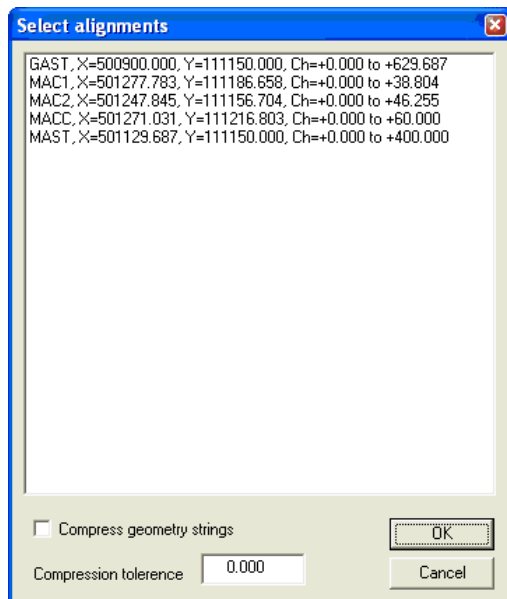 Select alignments
GAST, X=500900.000, Y=111150.000, Ch=+0.000 to +629.687
MAC1, X=501277.783, Y=111186.658, Ch=+0.000 to +38.804
MAC2, X=501247.845, Y=111156.704, Ch=+0.000 to +46.255
MACC, X=501271.031, Y=111216.803, Ch=+0.000 to +60.000
MAST, X=501129.687, Y=111150.000, Ch=+0.000 to +400.000
Compress geometry strings
OK
Compression tolerence 0.000
Cancel